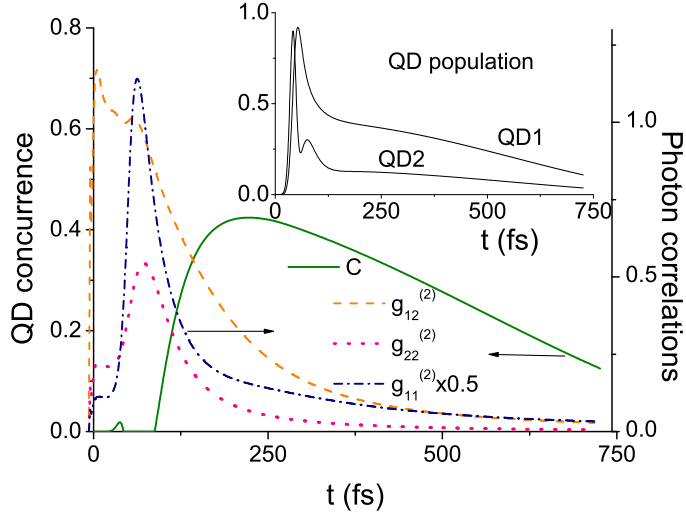 QD concurrence
0.8
0.6
0.4
0.2
0.0
0
250
500
750
t (fs)
1.0
0.5
0.0
Photon correlations
1.0
0.5
0.0
0
250
500
750
t (fs)
QD population
QD1
QD2
C
g12(2)
g22(2)
g11(2)x0.5